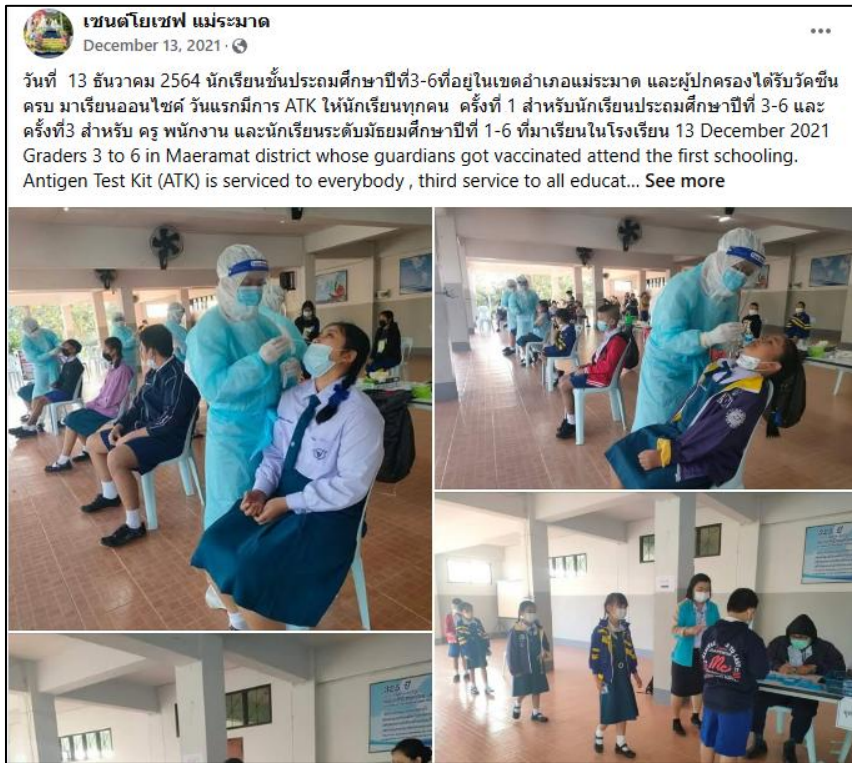 เซนต์โยเซฟ แม่ระมาด
December 13, 2021
วันที่ 13 ธันวาคม 2564 นักเรียนชั้นประถมศึกษาปีที่3-6ที่อยู่ในเขตอำเภอแม่ระมาด และผู้ปกครองได้รับวัคซีน
ครบ มาเรียนออนไซค์ วันแรกมีการ ATK ให้นักเรียนทุกคน ครั้งที่ 1 สำหรับนักเรียนประถมศึกษาปีที่ 3-6 และ
ครั้งที่3 สำหรับ ครู พนักงาน และนักเรียนระดับมัธยมศึกษาปีที่ 1-6 ที่มาเรียนในโรงเรียน 13 December 2021
Graders 3 to 6 in Maeramat district whose guardians got vaccinated attend the first schooling.
Antigen Test Kit (ATK) is serviced to everybody , third service to all educat... See more